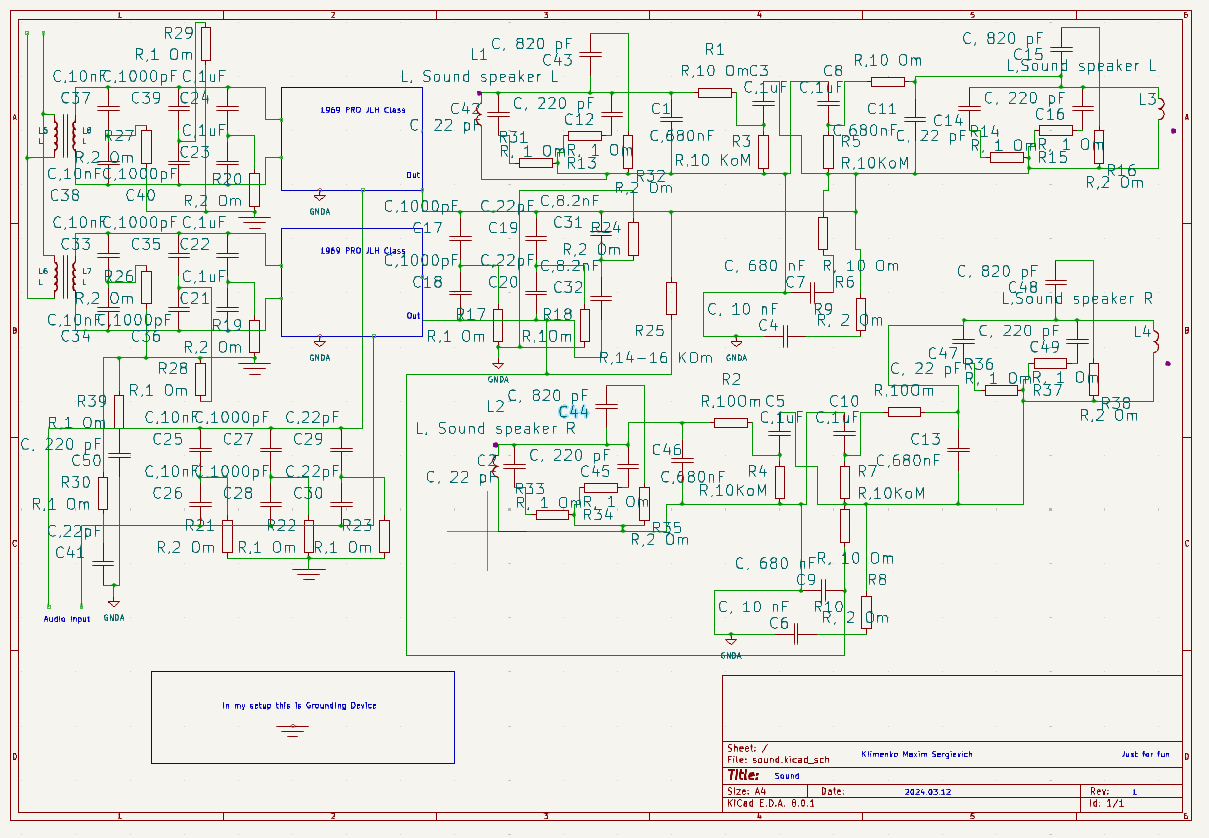 1 2 3 4 5 6
R29
R,1 Om
C,10nF C,1000pF C,1uF
C37 C39 C24
L5
L
L8
L
R27
R,2 Om
C,1uF
C23
C,10nF C,1000pF
C38 C40
R20
R,2 Om
1969 PRO JLH Class
Out
GNDA
C,10nF C,1000pF C,1uF
C33 C35 C22
L6
L
L7
L
R26
R,2 Om
C,1uF
C21
C,10nF C,1000pF
C34 C36
R19
R,2 Om
1969 PRO JLH Class
Out
GNDA
R28
R,1 Om
R39
R,1 Om
C, 220 pF
C50
R30
R,1 Om
C,22pF
C41
GNDA
Audio input
C,10nF C,1000pF C,22pF
C25 C27 C29
C,10nF C,1000pF C,22pF
C26 C28 C30
R21 R22 R23
R,2 Om R,1 Om R,1 Om
L1
L, Sound speaker L
C, 820 pF
C43
C42
C, 22 pF
C, 220 pF
C12
R31
R, 1 Om
R13
R, 1 Om
R32
R,2 Om
C1
C,680nF
R1
R,10 Om
C3
C,1uF
R3
R,10 KoM
C8
C,1uF
R5
R,10KoM
R,10 Om
C11
C,680nF
C14
C, 22 pF
C, 820 pF
C15
L,Sound speaker L
L3
C, 220 pF
C16
R14
R, 1 Om
R15
R, 1 Om
R16
R,2 Om
C,1000pF C,22pF C,8.2nF
C17 C19 C31
R24
R,2 Om
C,1000pF C,22pF C,8.2nF
C18 C20 C32
R17
R,1 Om
R18
R,10m
GNDA
R25
R,14-16 KOm
C, 680 nF
C7
R, 10 Om
R6
C, 10 nF
C4
R9
R, 2 Om
GNDA
C, 820 pF
C48
L,Sound speaker R
L4
C, 220 pF
C49
C47
C, 22 pF
R36
R, 1 Om
R37
R, 1 Om
R38
R,2 Om
L2
L, Sound speaker R
C, 820 pF
C44
C2
C, 22 pF
C, 220 pF
C45
R33
R, 1 Om
R34
R, 1 Om
R35
R,2 Om
C46
C,680nF
R2
R,100m
C5
C,1uF
R4
R,10KoM
C10
C,1uF
R7
R,10KoM
R,100m
C13
C,680nF
C, 680 nF
C9
R, 10 Om
R8
C, 10 nF
C6
R10
R, 2 Om
GNDA
In my setup this is Grounding Device
Sheet: /
File: sound.kicad_sch
Klimenko Maxim Sergievich
Just for fun
Title: Sound
Size: A4 Date: 2024.03.12 Rev: 1
KiCad E.D.A. 8.0.1 Id: 1/1
A A
B B
C C
D D
1 2 3 4 5 6